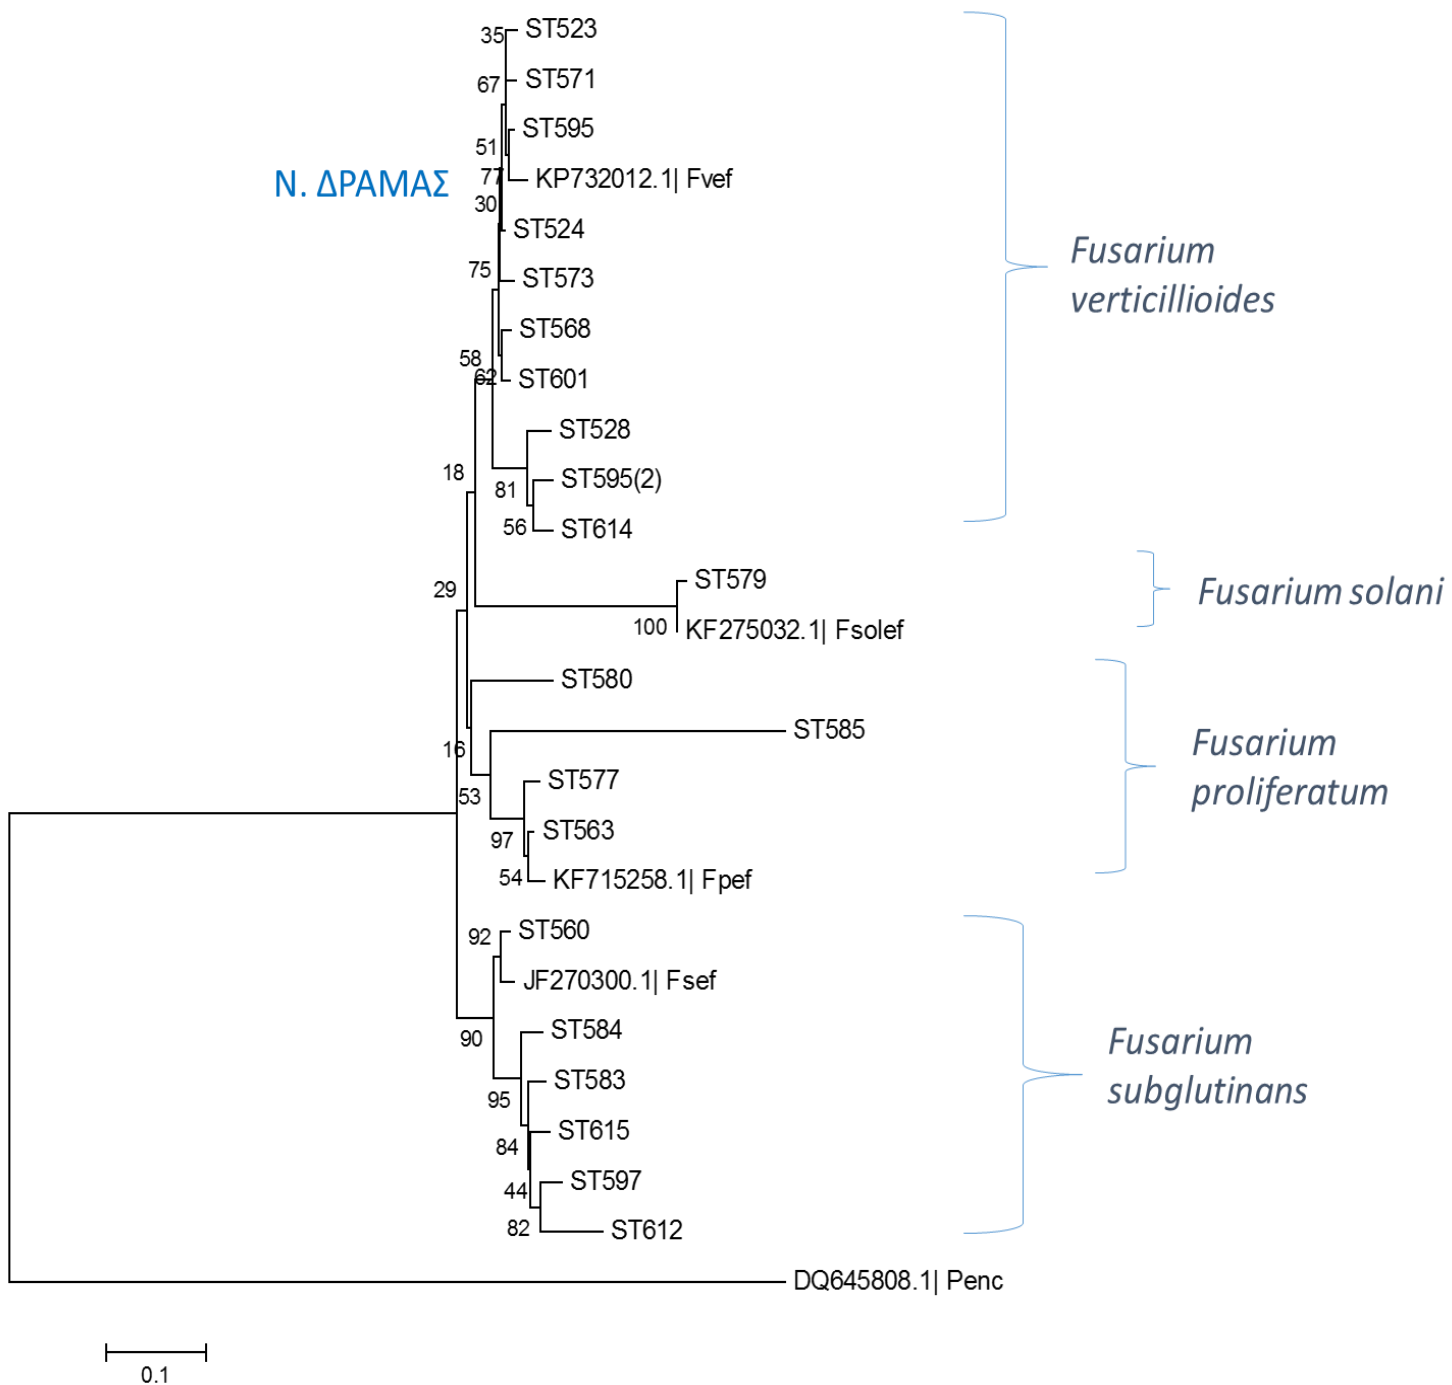 35
ST523
67
ST571
51
ST595
77
KP732012.1| Fvef
Ν. ΔΡΑΜΑΣ
30
ST524
75
ST573
Fusarium
verticillioides
58
ST568
62
ST601
ST528
18
81
ST595(2)
56
ST614
29
ST579
Fusarium solani
100
KF275032.1| Fsolef
ST580
16
ST585
Fusarium
proliferatum
53
ST577
97
ST563
54
KF715258.1| Fpef
92
ST560
JF270300.1| Fsef
90
ST584
Fusarium
subglutinans
95
ST583
84
ST615
44
ST597
82
ST612
DQ645808.1| Penc
0.1